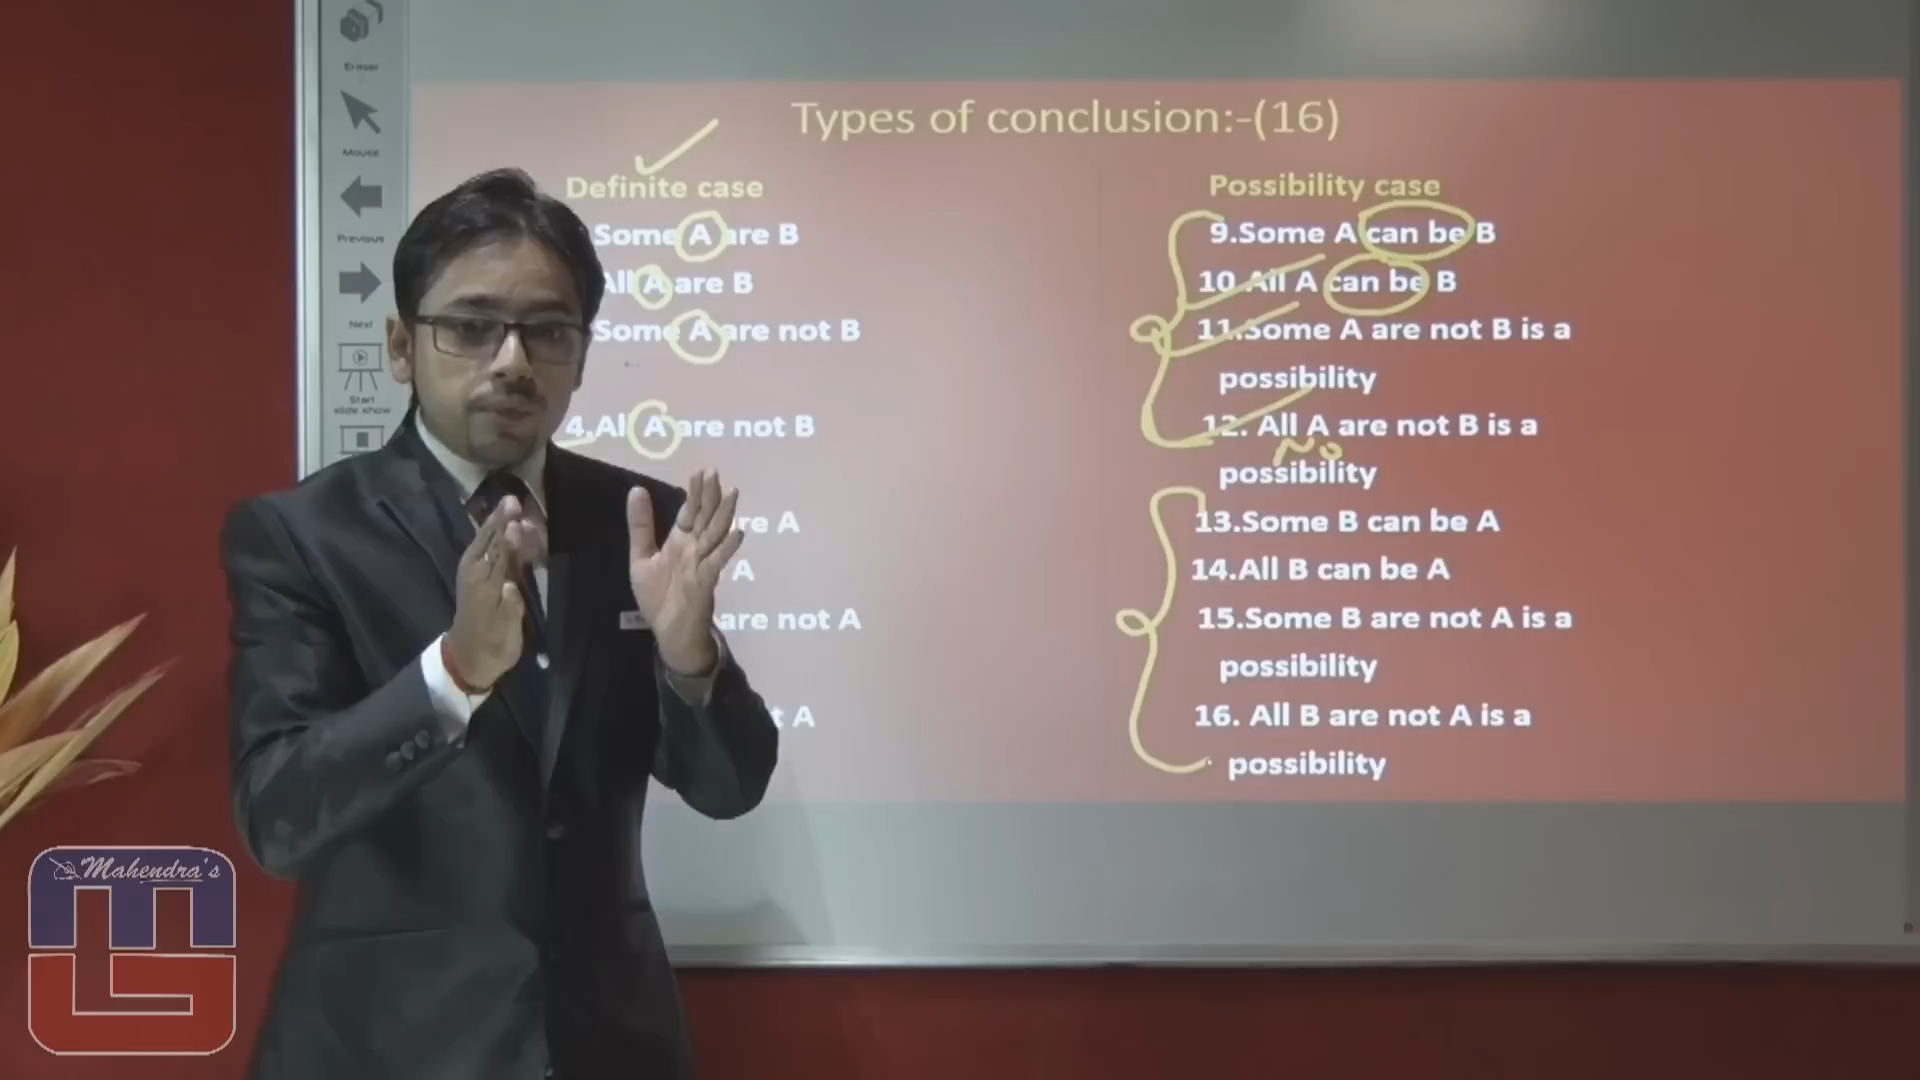 Eraser
Mouse
Previous
Next
Start
slide show
Types of conclusion:-(16)
Definite case
Some A are B
All A are B
Some A are not B
4.All A are not B
are A
A
are not A
t A
Possibility case
9.Some A can be B
10 All A can be B
11.Some A are not B is a
possibility
12. All A are not B is a
No
possibility
13.Some B can be A
14.All B can be A
15.Some B are not A is a
possibility
16. All B are not A is a
possibility
Mahendra's